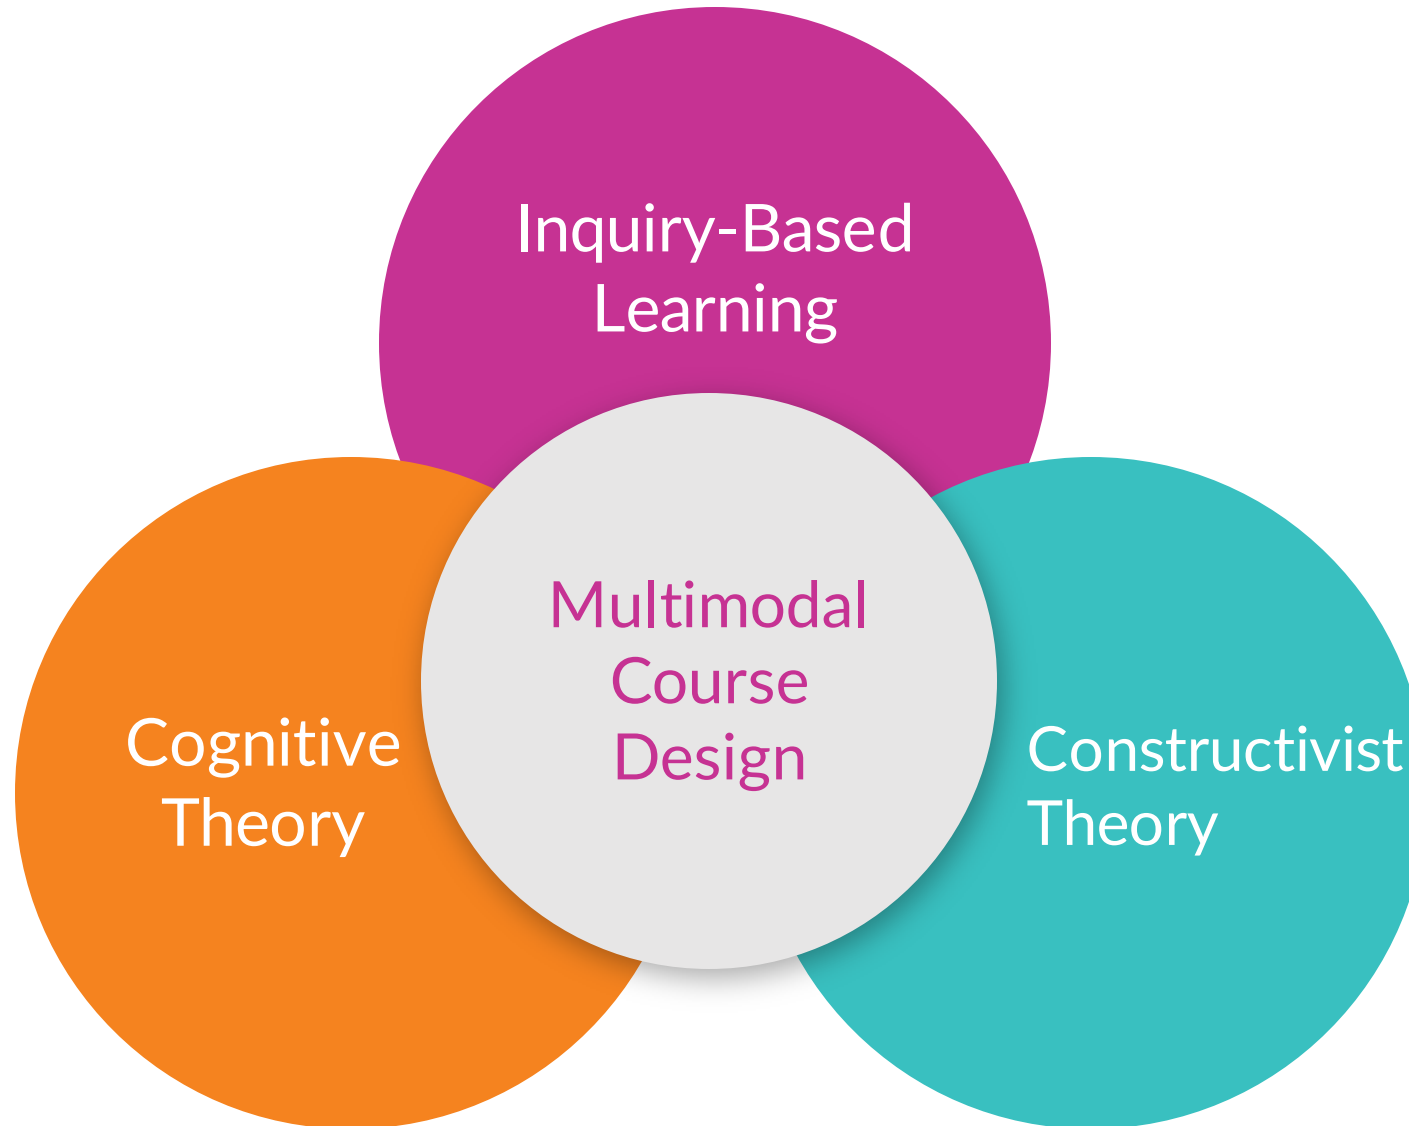 Inquiry-Based
Learning
Multimodal
Course
Design
Cognitive
Theory
Constructivist
Theory